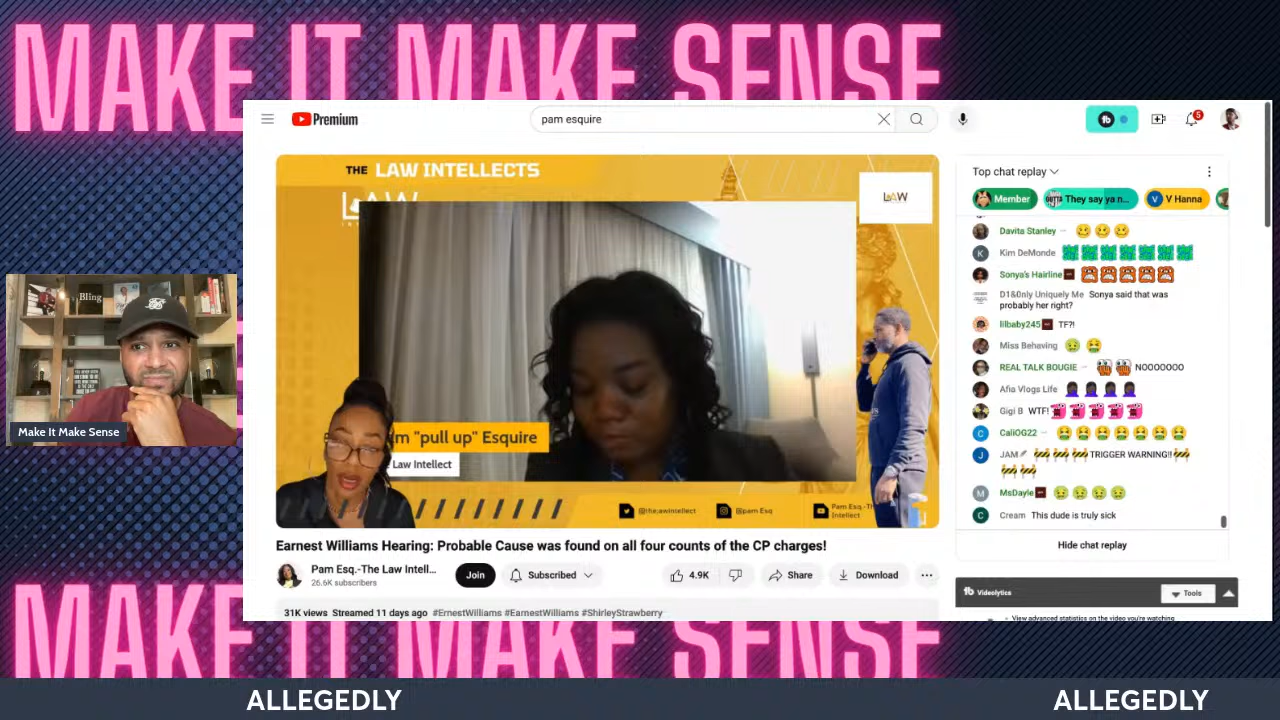 MAKE IT MAKE SENSE
Premium
pam esquire
5
THE LAW INTELLECTS
LAW
LAW
m "pull up" Esquire
Law Intellect
@pam Esq
Earnest Williams Hearing: Probable Cause was found on all four counts of the CP charges!
Pam Esq.-The Law Intell...
26.6K subscribers
Join
Subscribed
4.9K
Share
Download
31K views Streamed 11 days ago #ErnestWilliams #EarnestWilliams #ShirleyStrawberry
Top chat replay
Member
They say ya n...
V Hanna
Davita Stanley
Kim DeMonde
Sonya's Hairline
D1&0nly Uniquely Me Sonya said that was
probably her right?
lilbaby245 TF?!
Miss Behaving
REAL TALK BOUGIE NOOOOOOO
Afia Vlogs Life
Gigi B WTF!
CaliOG22
JAM TRIGGER WARNING!!
MsDayle
Cream This dude is truly sick
Hide chat replay
Videolytics
Tools
View advanced statistics on the video you're watching
Bling
Make It Make Sense
MAKE IT MAKE SENSE
ALLEGEDLY
ALLEGEDLY